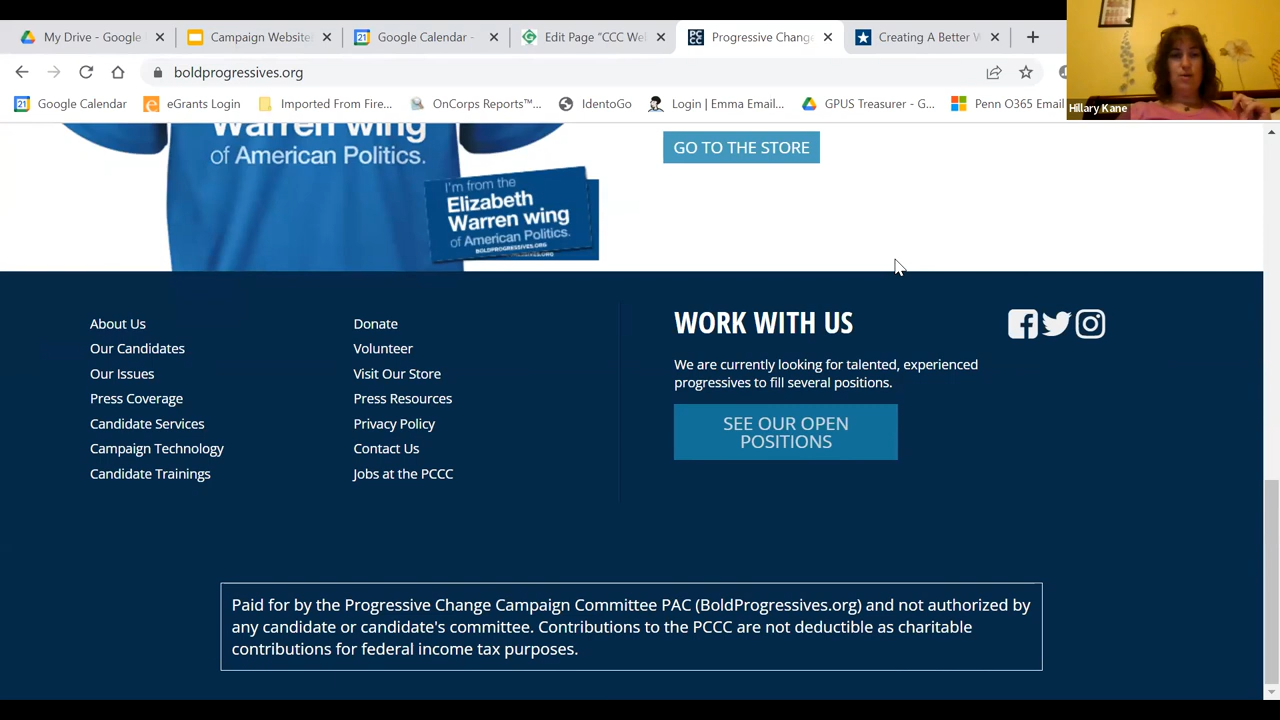 My Drive - Google
Campaign Website
Google Calendar -
Edit Page “CCC Wel
Progressive Chang
Creating A Better W
boldprogressives.org
Google Calendar
eGrants Login
Imported From Fire...
OnCorps Reports™...
IdentoGo
Login | Emma Email...
GPUS Treasurer - G...
Penn O365 Email
Hillary Kane
Warren wing
of American Politics.
I'm from the
Elizabeth
Warren wing
of American Politics.
BOLDPROGRESSIVES.ORG
GO TO THE STORE
About Us
Our Candidates
Our Issues
Press Coverage
Candidate Services
Campaign Technology
Candidate Trainings
Donate
Volunteer
Visit Our Store
Press Resources
Privacy Policy
Contact Us
Jobs at the PCCC
WORK WITH US
We are currently looking for talented, experienced
progressives to fill several positions.
SEE OUR OPEN
POSITIONS
Paid for by the Progressive Change Campaign Committee PAC (BoldProgressives.org) and not authorized by
any candidate or candidate's committee. Contributions to the PCCC are not deductible as charitable
contributions for federal income tax purposes.